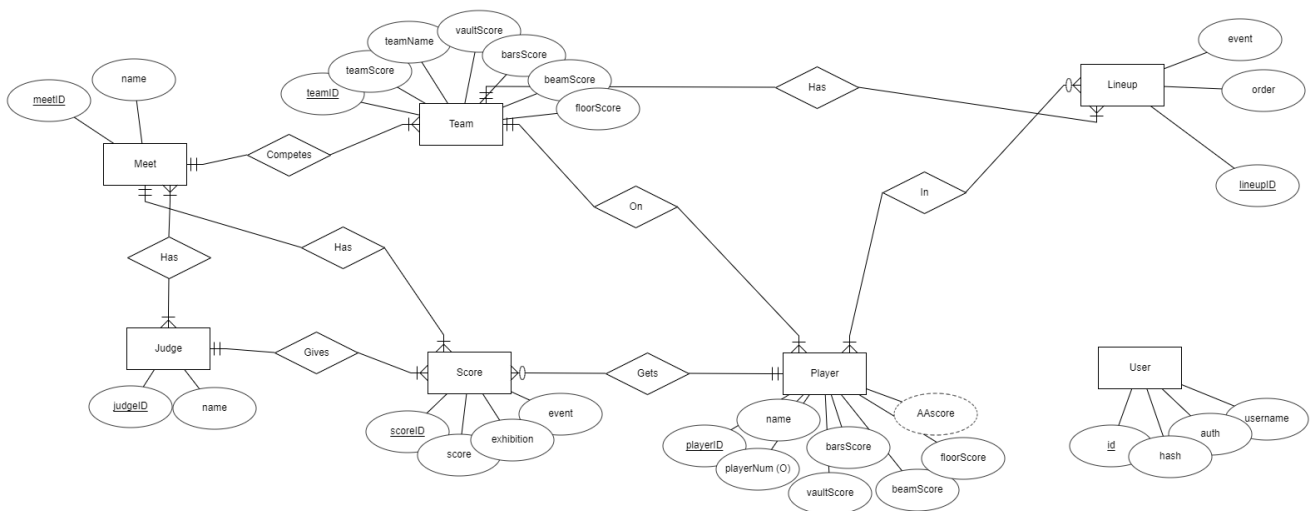 event
vaultScore
teamName
barsScore
name
teamScore
beamScore
Has
Lineup
order
meetID
teamID
floorScore
Team
Competes
Meet
lineupID
In
On
Has
Has
Judge
Gives
Score
Gets
Player
User
judgeID
name
scoreID
event
exhibition
score
name
AAscore
playerID
barsScore
floorScore
playerNum (O)
vaultScore
beamScore
username
auth
id
hash